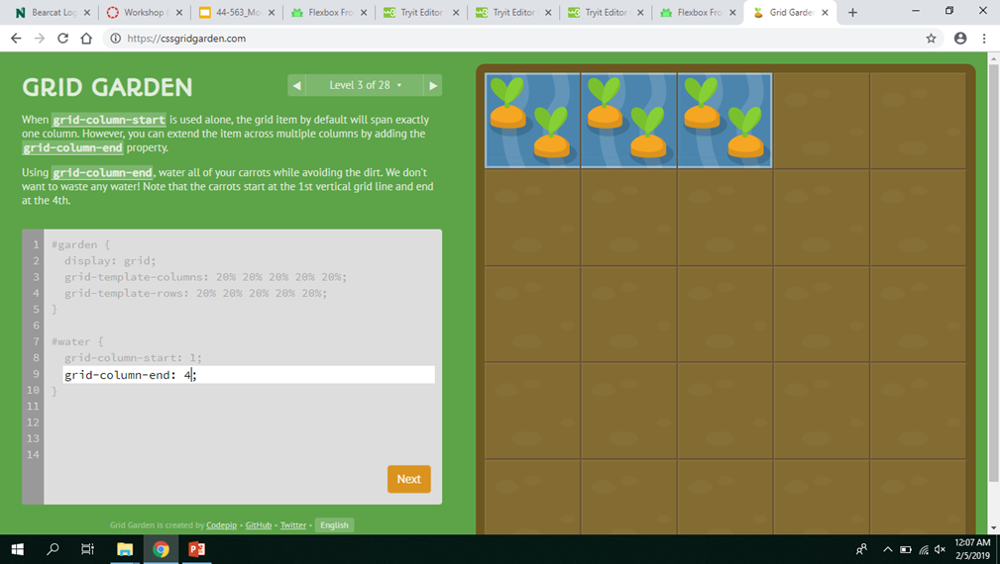 Bearcat Log
Workshop
44-563_Mo
Flexbox Fro
Tryit Editor
Tryit Editor
Tryit Editor
Flexbox Fro
Grid Garde
https://cssgridgarden.com
GRID GARDEN
Level 3 of 28
When grid-column-start is used alone, the grid item by default will span exactly
one column. However, you can extend the item across multiple columns by adding the
grid-column-end property.
Using grid-column-end, water all of your carrots while avoiding the dirt. We don't
want to waste any water! Note that the carrots start at the 1st vertical grid line and end
at the 4th.
1 #garden {
2 display: grid;
3 grid-template-columns: 20% 20% 20% 20% 20%;
4 grid-template-rows: 20% 20% 20% 20% 20%;
5 }
6
7 #water {
8 grid-column-start: 1;
9 grid-column-end: 4;
10 }
11
12
13
14
Next
Grid Garden is created by Codepip • GitHub • Twitter • English
12:07 AM
2/5/2019